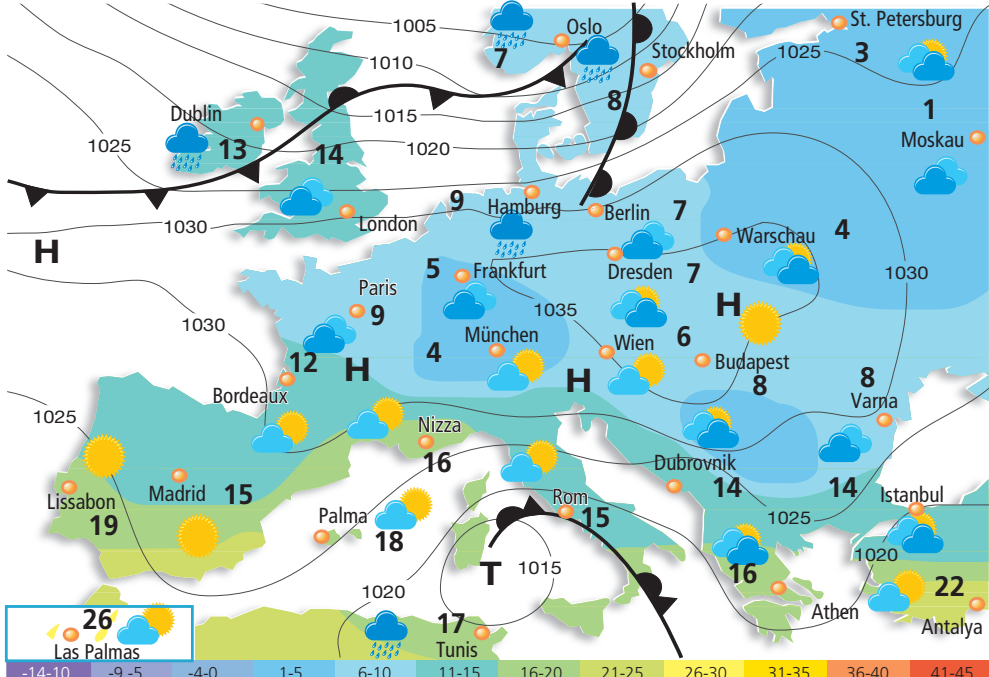 1005
Oslo
7
St. Petersburg
3
1025
1010
Stockholm
8
1
1015
Dublin
13
14
1020
Moskau
1025
9
Hamburg
Berlin
7
1030
London
H
Warschau
4
5
Frankfurt
Dresden
7
1030
Paris
9
1035
H
1030
München
4
Wien
6
Budapest
8
12
H
H
8
Varna
Bordeaux
1025
Nizza
16
Dubrovnik
14
14
Madrid
15
Lissabon
19
Istanbul
Palma
18
Rom
15
1025
1020
T
1015
16
1020
22
Athen
Antalya
26
Las Palmas
17
Tunis
-14-10 -9 -5 -4-0 1-5 6-10 11-15 16-20 21-25 26-30 31-35 36-40 41-45